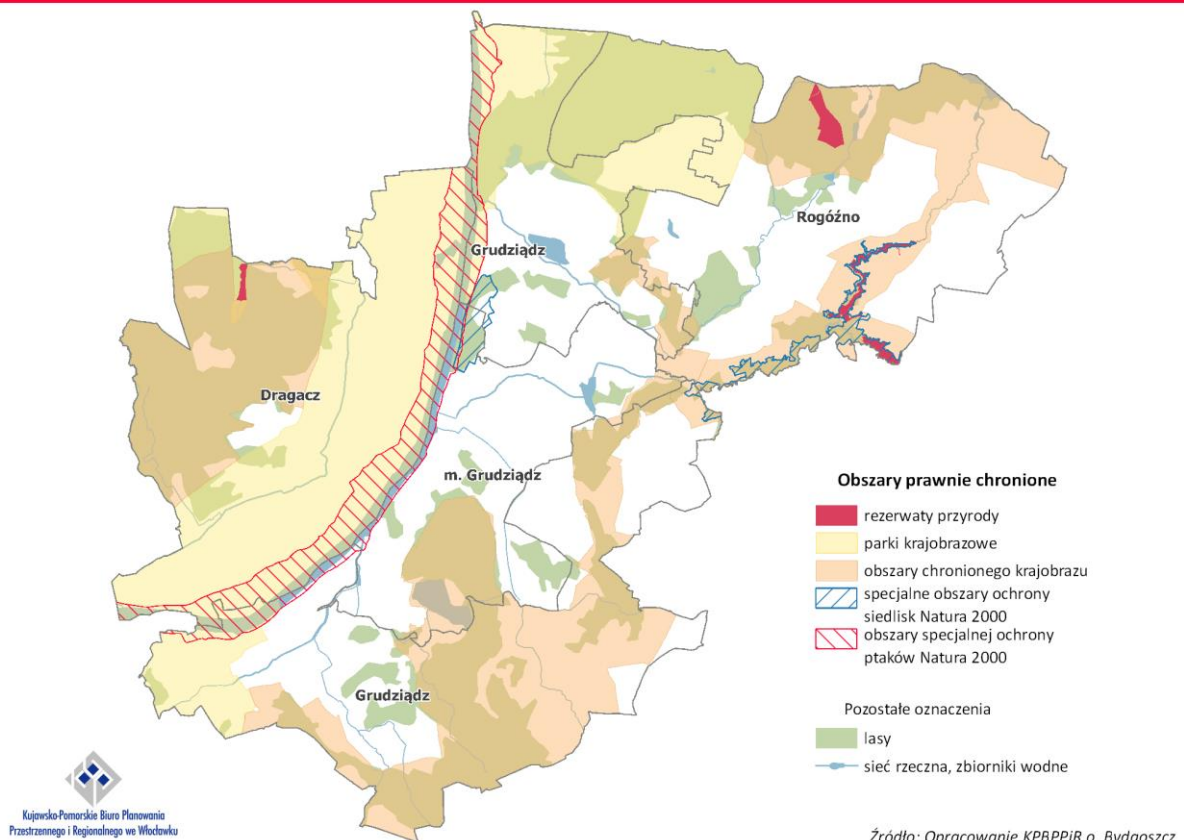 Rogóźno
Grudziądz
Dragacz
m. Grudziądz
Grudziądz
Obszary prawnie chronione
rezerwaty przyrody
parki krajobrazowe
obszary chronionego krajobrazu
specjalne obszary ochrony
siedlisk Natura 2000
obszary specjalnej ochrony
ptaków Natura 2000
Pozostałe oznaczenia
lasy
sieć rzeczna, zbiorniki wodne
Kujawsko-Pomorskie Biuro Planowania
Przestrzennego i Regionalnego we Włocławku
Źródło: Opracowanie KPBPPiR o. Bydgoszcz